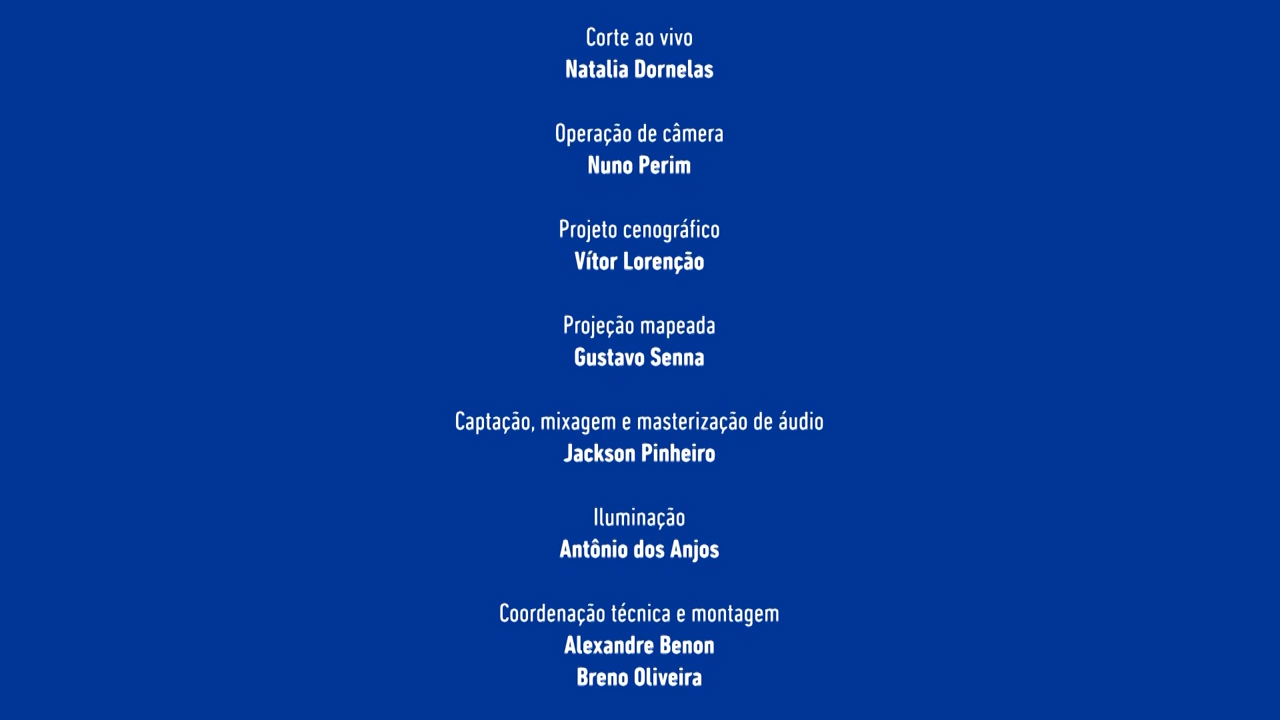 Corte ao vivo
Natalia Dornelas
Operação de câmera
Nuno Perim
Projeto cenográfico
Vítor Lorenção
Projeção mapeada
Gustavo Senna
Captação, mixagem e masterização de áudio
Jackson Pinheiro
Iluminação
Antônio dos Anjos
Coordenação técnica e montagem
Alexandre Benon
Breno Oliveira